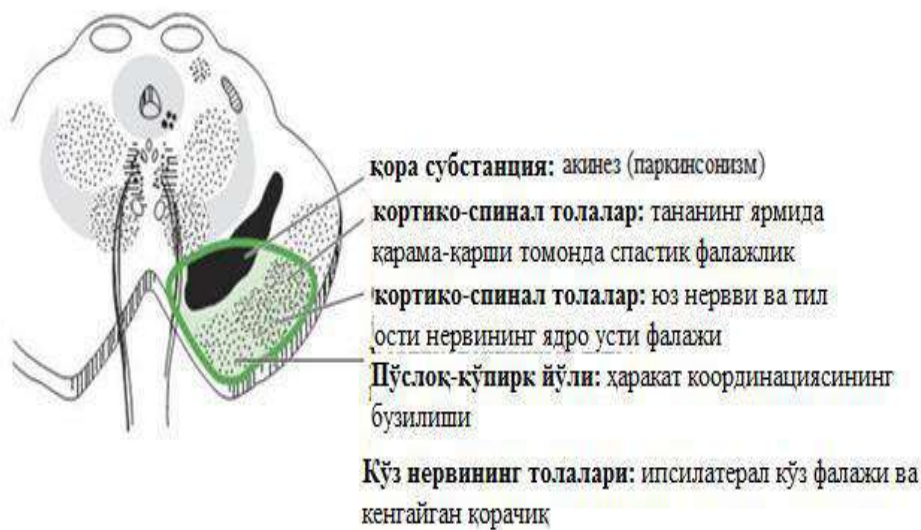 қора субстанция: акинез (паркинсонизм)
кортико-спинал толалар: тананинг ярмида
қарама-қарши томонда спастик фалажлик
кортико-спинал толалар: юз нервви ва тил
ости нервининг ядро усти фалажи
Пўслоқ-кўпирк йўли: ҳаракат координациясининг
бузилиши
Кўз нервининг толалари: ипсилатерал кўз фалажи ва
кенгайган қорачиқ